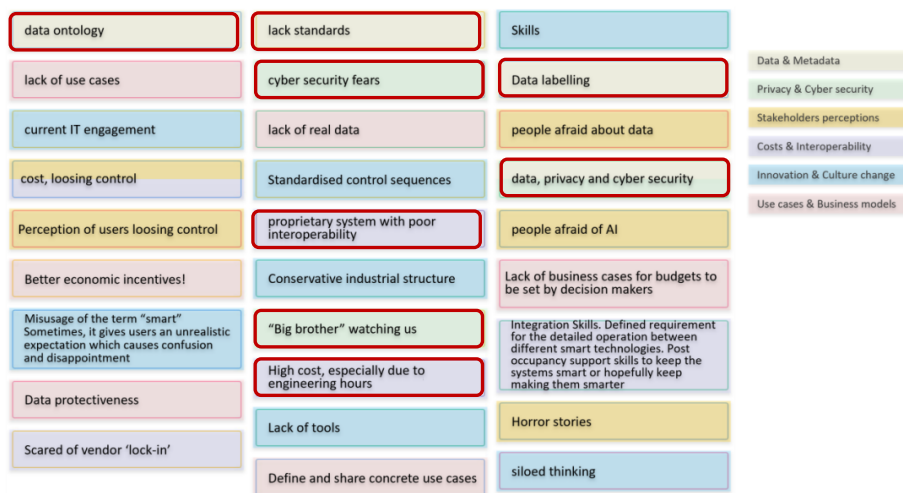 data ontology
lack of use cases
current IT engagement
cost, loosing control
Perception of users loosing control
Better economic incentives!
Misusage of the term “smart”
Sometimes, it gives users an unrealistic
expectation which causes confusion
and disappointment
Data protectiveness
Scared of vendor ‘lock-in’
lack standards
cyber security fears
lack of real data
Standardised control sequences
proprietary system with poor
interoperability
Conservative industrial structure
“Big brother” watching us
High cost, especially due to
engineering hours
Lack of tools
Define and share concrete use cases
Skills
Data labelling
people afraid about data
data, privacy and cyber security
people afraid of AI
Lack of business cases for budgets to
be set by decision makers
Integration Skills. Defined requirement
for the detailed operation between
different smart technologies. Post
occupancy support skills to keep the
systems smart or hopefully keep
making them smarter
Horror stories
siloed thinking
Data & Metadata
Privacy & Cyber security
Stakeholders perceptions
Costs & Interoperability
Innovation & Culture change
Use cases & Business models